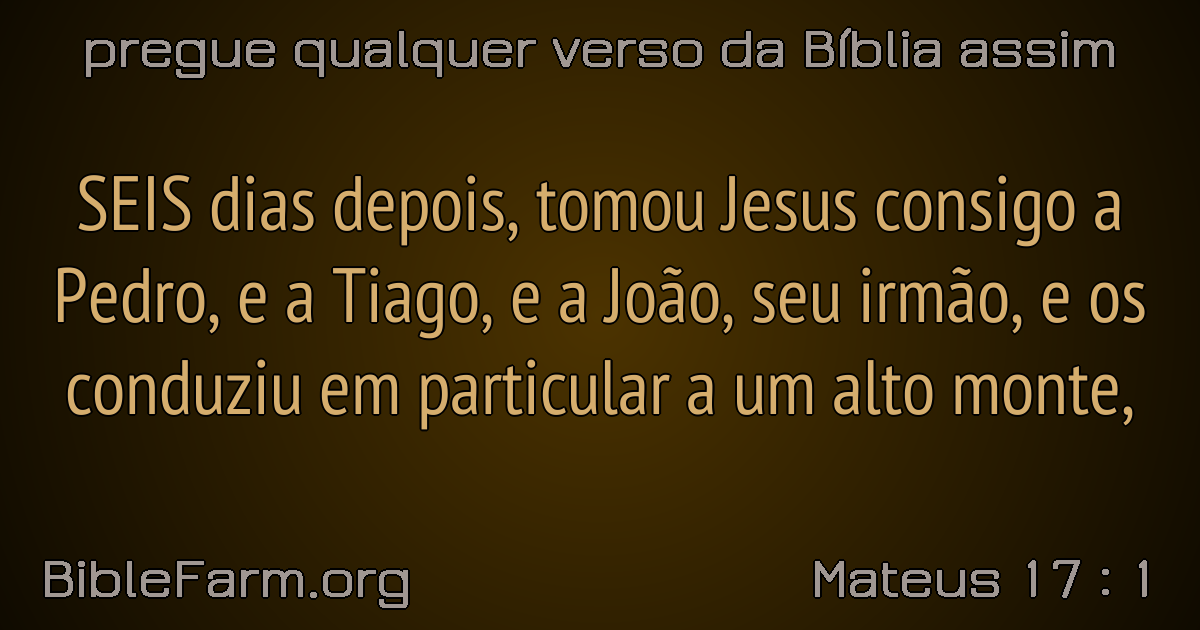 pregue qualquer verso da Bíblia assim
SEIS dias depois, tomou Jesus consigo a
Pedro, e a Tiago, e a João, seu irmão, e os
conduziu em particular a um alto monte,
BibleFarm.org
Mateus 17 : 1